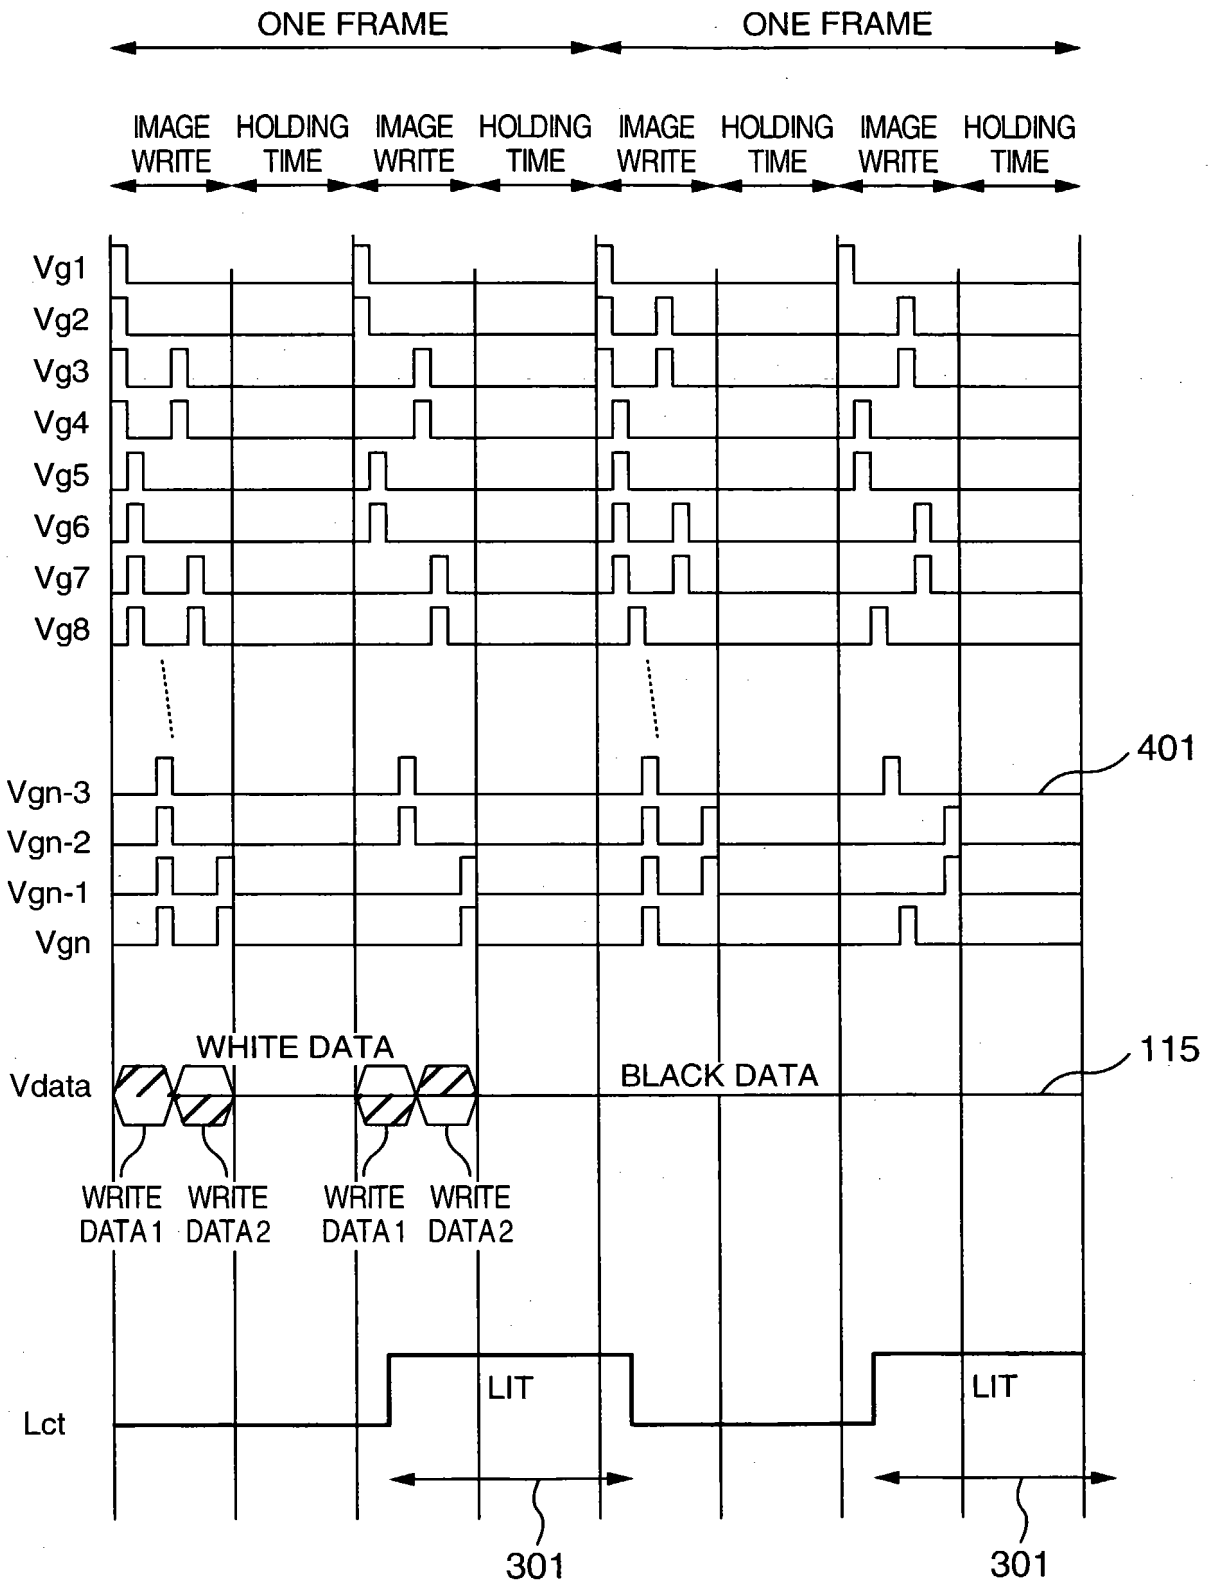 ONE FRAME ONE FRAME
IMAGE HOLDING IMAGE HOLDING IMAGE HOLDING IMAGE HOLDING
WRITE TIME WRITE TIME WRITE TIME WRITE TIME
Vg1
Vg2
Vg3
Vg4
Vg5
Vg6
Vg7
Vg8
401
Vgn-3
Vgn-2
Vgn-1
Vgn
WHITE DATA
115
BLACK DATA
Vdata
WRITE WRITE WRITE WRITE
DATA1 DATA2 DATA1 DATA2
LIT LIT
Lct
301 301